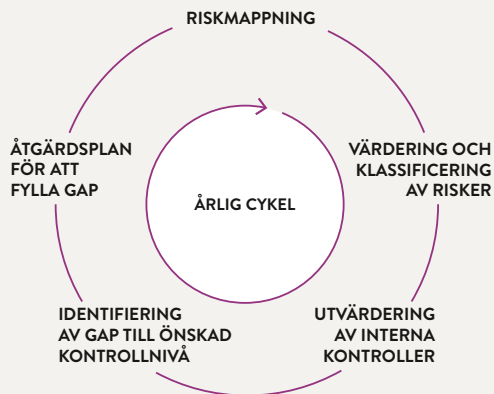 RISKMAPPNING
VÄRDERING OCH
KLASSIFICERING
AV RISKER
UTVÄRDERING
AV INTERNA
KONTROLLER
IDENTIFIERING
AV GAP TILL ÖNSKAD
KONTROLLNIVÅ
ÅTGÄRDSPLAN
FÖR ATT
FYLLA GAP
ÅRLIG CYKEL